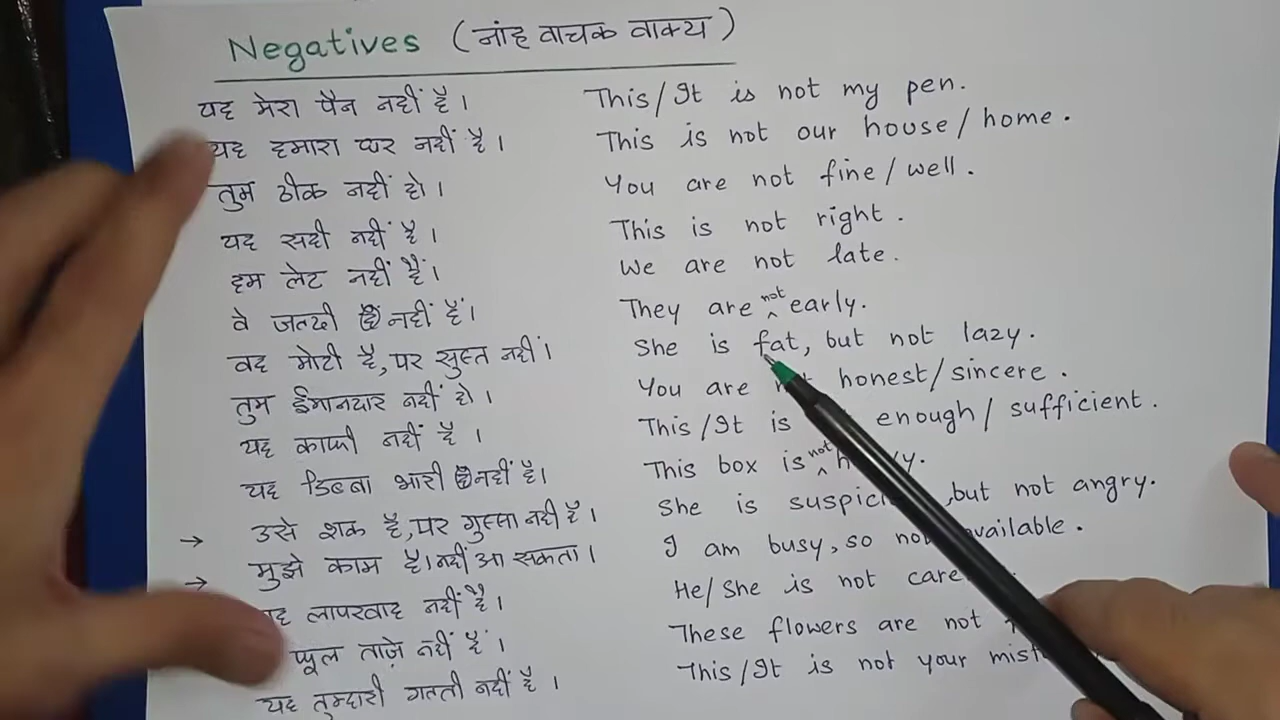 Negatives (नांह वाचक वाक्य)
यह मेरा पैन नहीं है। This/It is not my pen.
यह हमारा घर नहीं है। This is not our house/home.
तुम ठीक नहीं हो। You are not fine/well.
यह सही नहीं है। This is not right.
हम लेट नहीं हैं। We are not late.
वे जल्दी नहीं हैं। They are not early.
वह मोटी है, पर सुस्त नहीं। She is fat, but not lazy.
तुम ईमानदार नहीं हो। You are not honest/sincere.
यह काफी नहीं है। This/It is enough/sufficient.
यह डिब्बा भारी नहीं है। This box is not
→ उसे शक है, पर गुस्सा नहीं है। She is ,but not angry.
→ मुझे काम है। नहीं आ सकता। I am busy, so
लापरवाह नहीं है। He/She is not
फूल ताज़े नहीं हैं। These flowers are not
यह तुम्हारी गलती नहीं है। This/It is not your